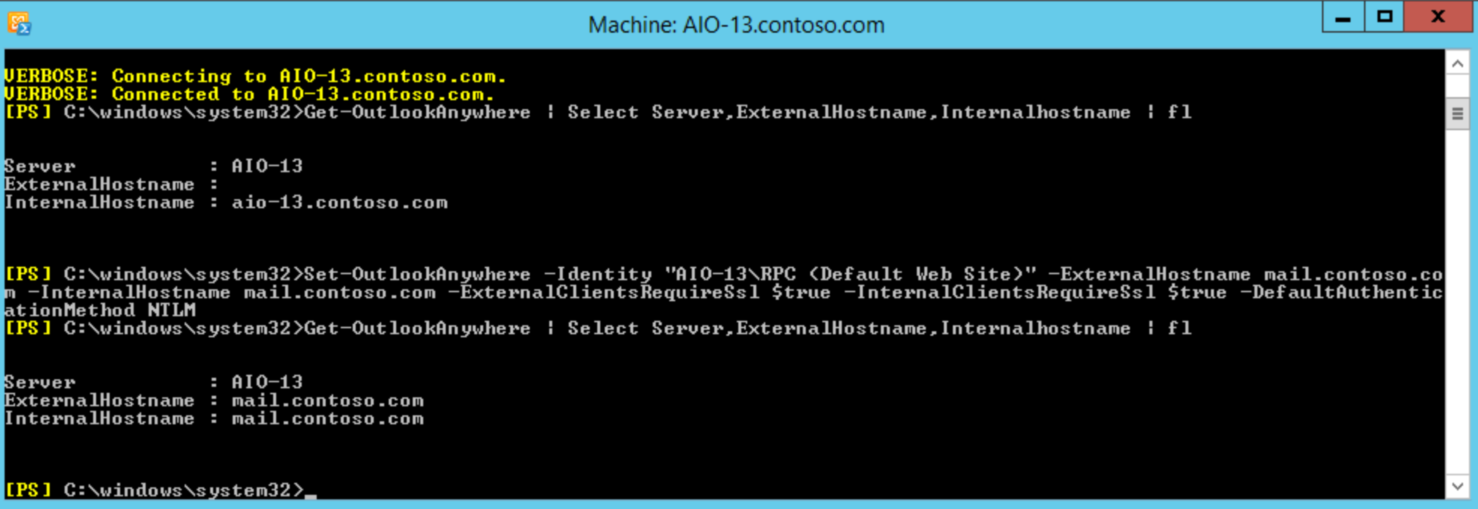 Machine: AIO-13.contoso.com
VERBOSE: Connecting to AIO-13.contoso.com.
VERBOSE: Connected to AIO-13.contoso.com.
[PS] C:\windows\system32>Get-OutlookAnywhere | Select Server,ExternalHostname,Internalhostname | fl
Server : AIO-13
ExternalHostname :
InternalHostname : aio-13.contoso.com
[PS] C:\windows\system32>Set-OutlookAnywhere -Identity "AIO-13\RPC (Default Web Site)" -ExternalHostname mail.contoso.co
m -InternalHostname mail.contoso.com -ExternalClientsRequireSsl $true -InternalClientsRequireSsl $true -DefaultAuthentic
ationMethod NTLM
[PS] C:\windows\system32>Get-OutlookAnywhere | Select Server,ExternalHostname,Internalhostname | fl
Server : AIO-13
ExternalHostname : mail.contoso.com
InternalHostname : mail.contoso.com
[PS] C:\windows\system32>_